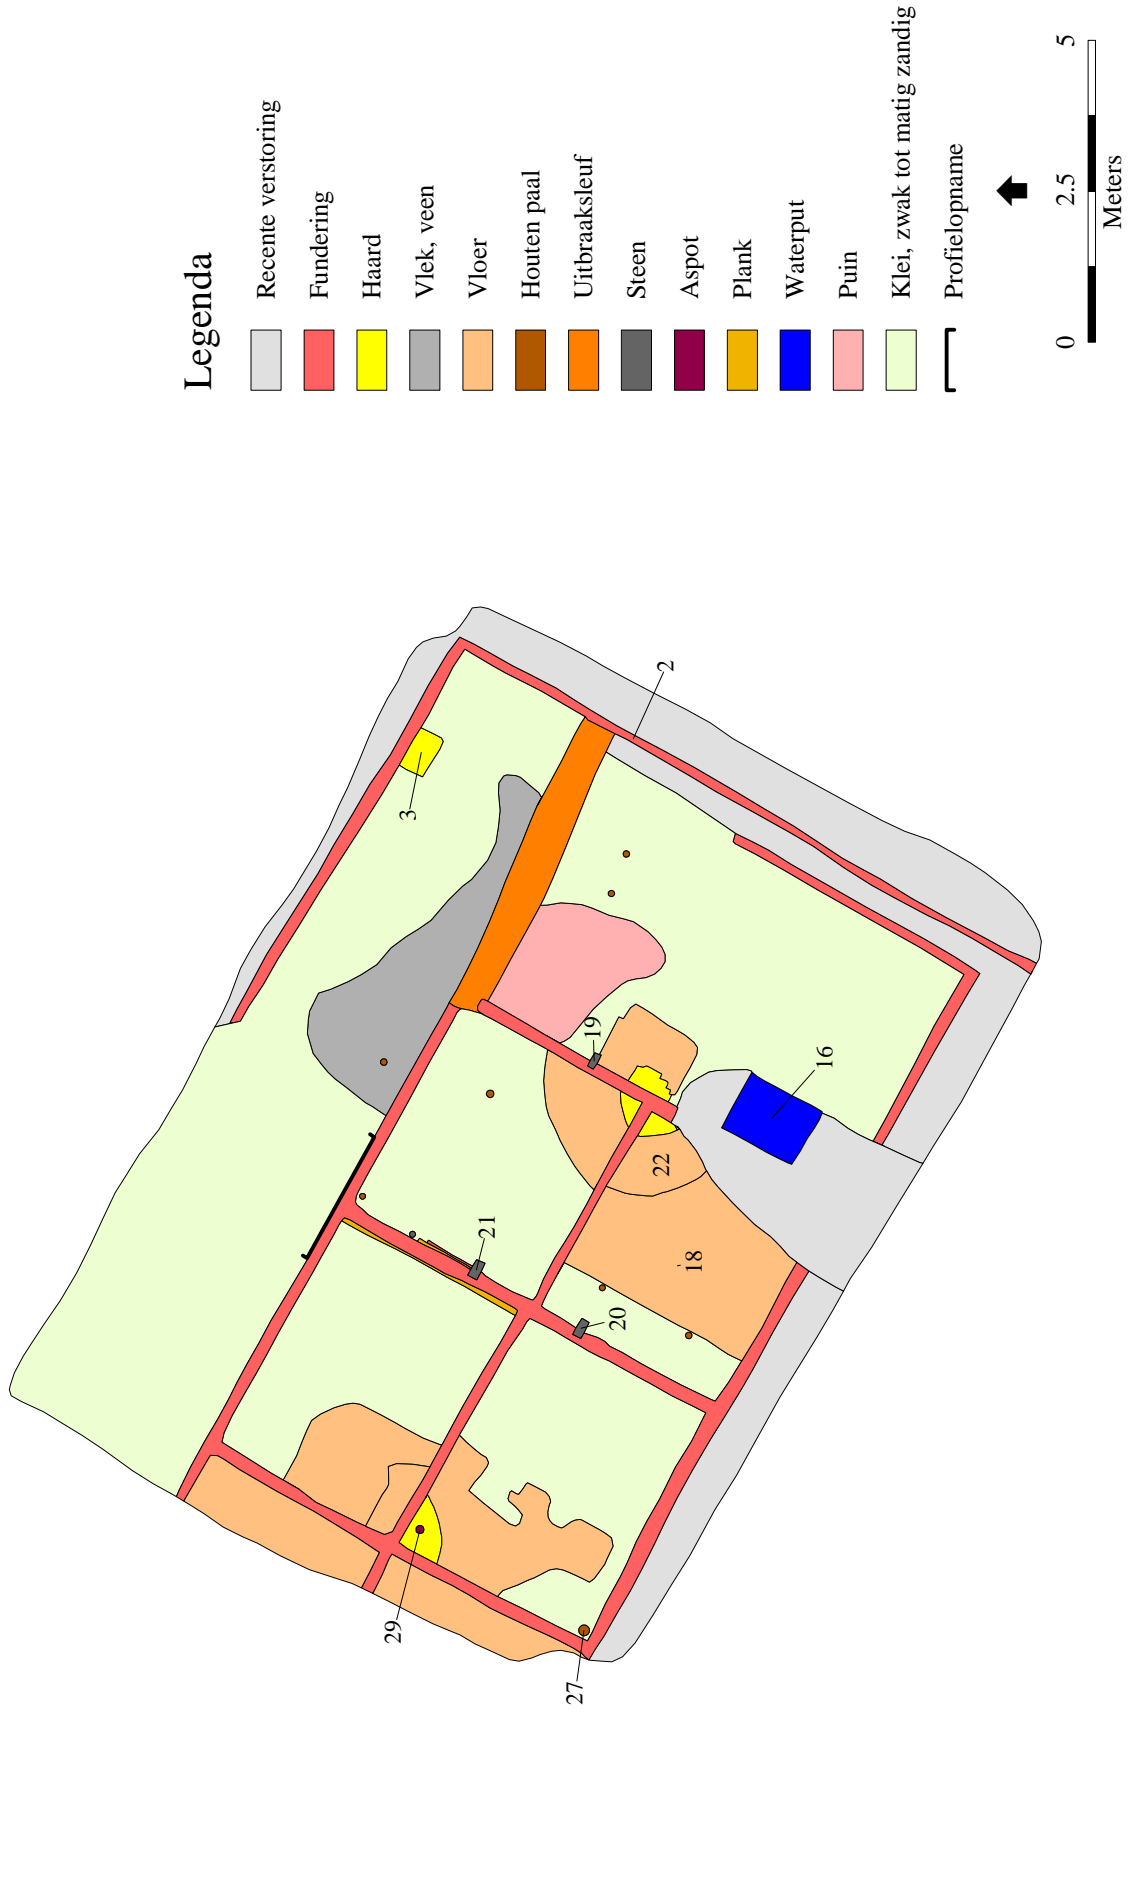 Legenda
Recente verstoring
Fundering
Haard
Vlek, veen
Vloer
Houten paal
Uitbraaksleuf
Steen
Aspot
Plank
Waterput
Puin
Klei, zwak tot matig zandig
Profielopname
0 2.5 5
Meters
3
2
19
16
22
21
18
20
29
27